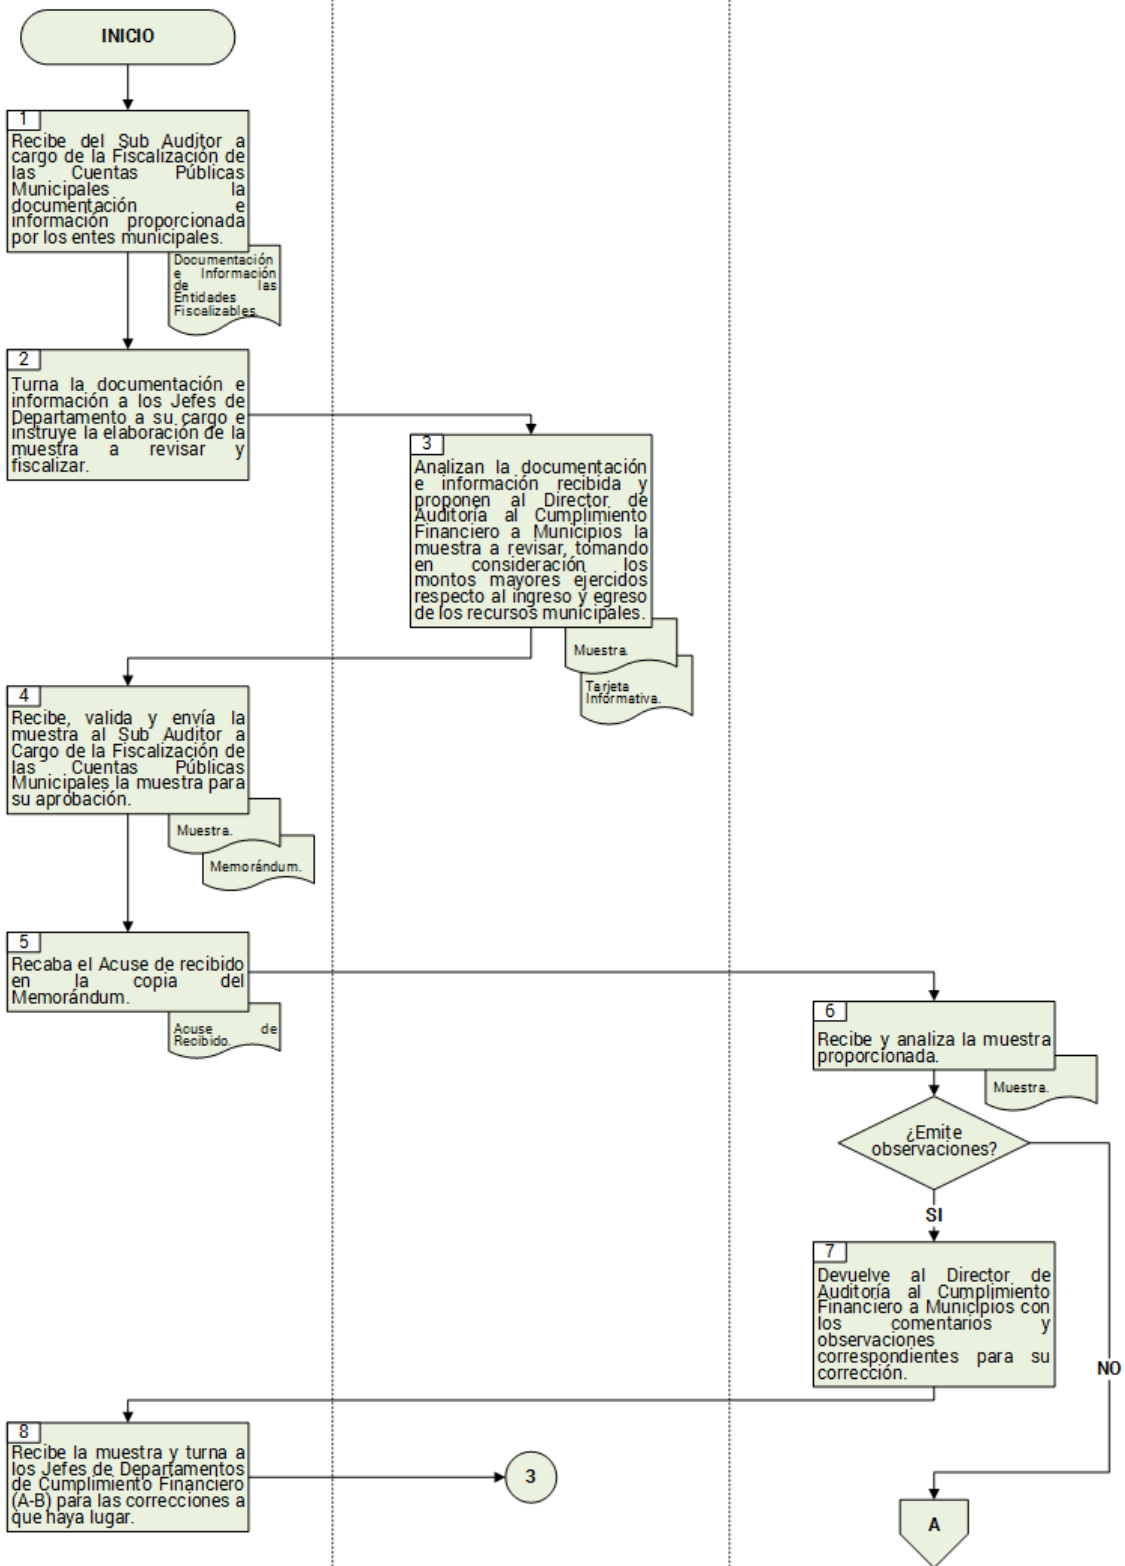 INICIO
1
Recibe del Sub Auditor a
cargo de la Fiscalización de
las Cuentas Públicas
Municipales la
documentación e
información proporcionada
por los entes municipales.
Documentación
e Información
de las
Entidades
Fiscalizables.
2
Turna la documentación e
información a los Jefes de
Departamento a su cargo e
instruye la elaboración de la
muestra a revisar y
fiscalizar.
3
Analizan la documentación
e información recibida y
proponen al Director de
Auditoría al Cumplimiento
Financiero a Municipios la
muestra a revisar, tomando
en consideración los
montos mayores ejercidos
respecto al ingreso y egreso
de los recursos municipales.
Muestra.
Tarjeta
Informativa.
4
Recibe, valida y envía la
muestra al Sub Auditor a
Cargo de la Fiscalización de
las Cuentas Públicas
Municipales la muestra para
su aprobación.
Muestra.
Memorándum.
5
Recaba el Acuse de recibido
en la copia del
Memorándum.
Acuse de
Recibido.
6
Recibe y analiza la muestra
proporcionada.
Muestra.
¿Emite
observaciones?
SI
7
Devuelve al Director de
Auditoría al Cumplimiento
Financiero a Municipios con
los comentarios y
observaciones
correspondientes para su
corrección.
NO
8
Recibe la muestra y turna a
los Jefes de Departamentos
de Cumplimiento Financiero
(A-B) para las correcciones a
que haya lugar.
3
A